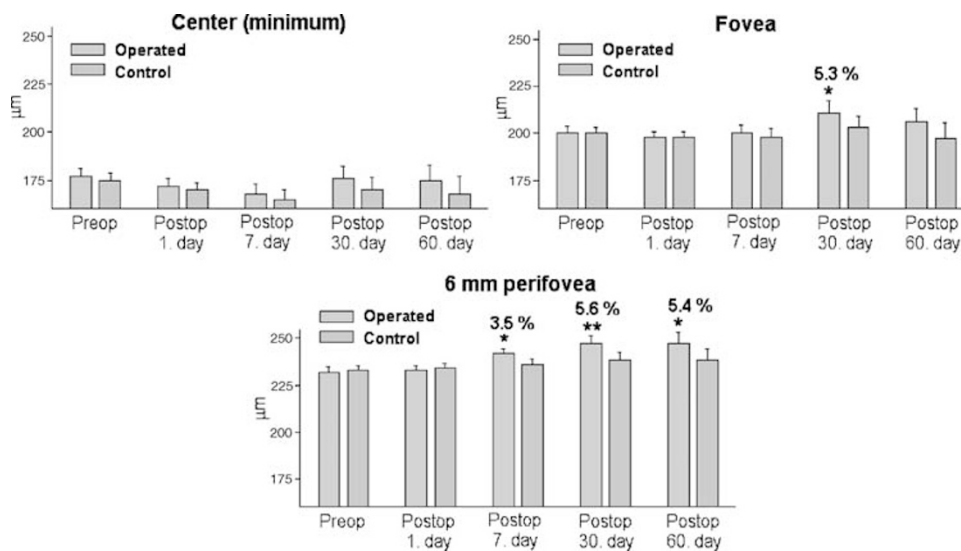 Center (minimum)
250
225
200
175
μm
Operated
Control
Preop
Postop
1. day
Postop
7. day
Postop
30. day
Postop
60. day
Fovea
250
225
200
175
μm
Operated
Control
5.3 %
*
Preop
Postop
1. day
Postop
7. day
Postop
30. day
Postop
60. day
6 mm perifovea
250
225
200
175
μm
Operated
Control
3.5 %
*
5.6 %
**
5.4 %
*
Preop
Postop
1. day
Postop
7. day
Postop
30. day
Postop
60. day